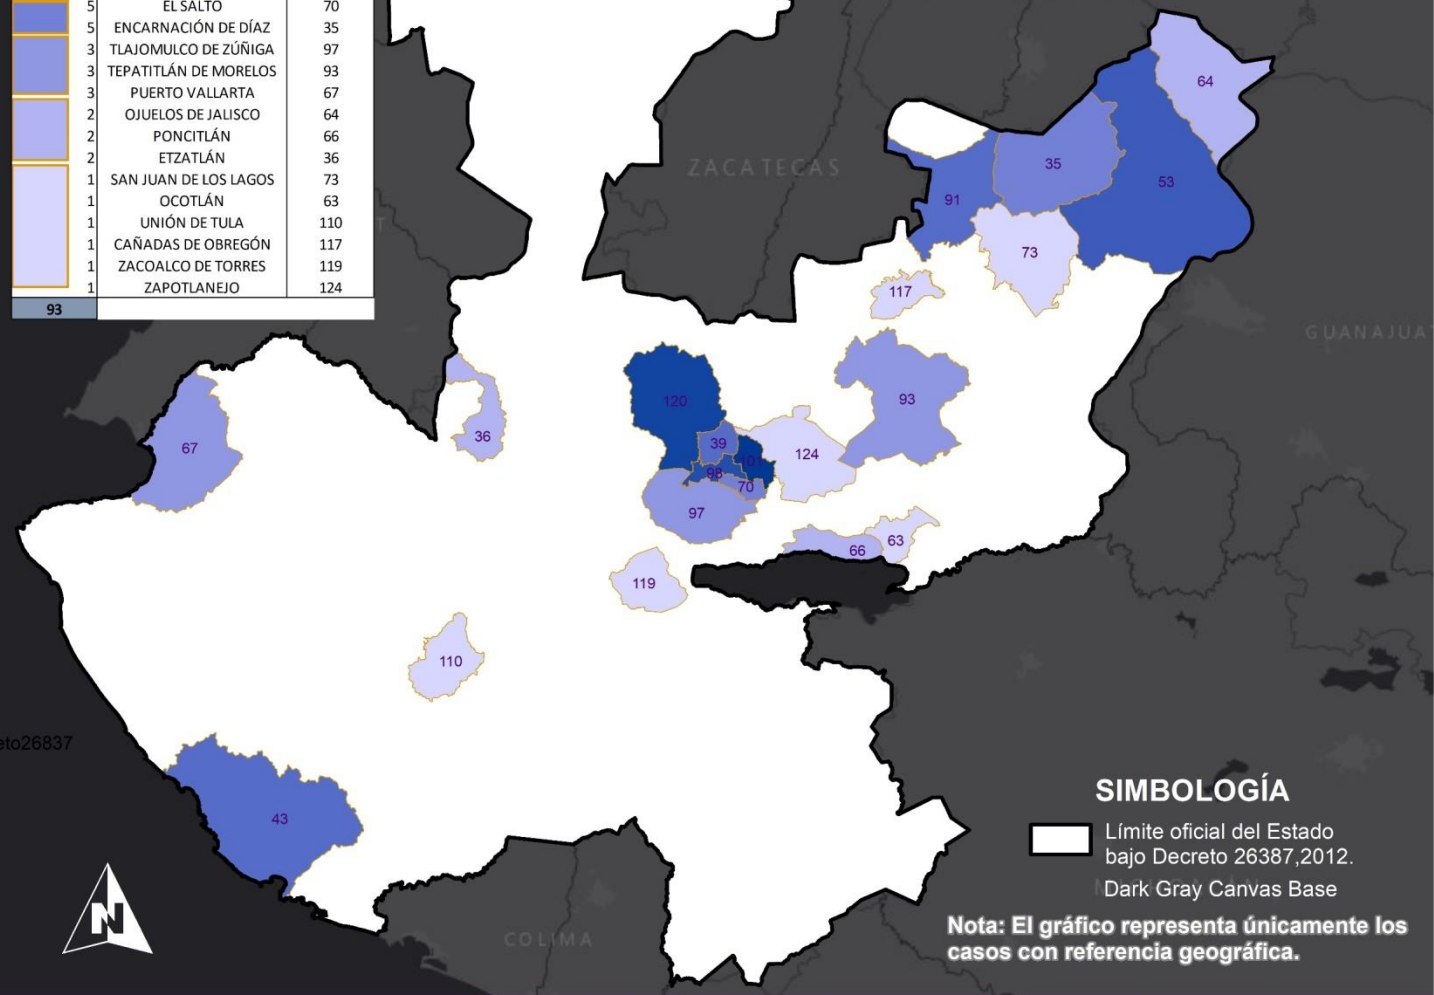 5 EL SALTO 70
5 ENCARNACIÓN DE DÍAZ 35
3 TLAJOMULCO DE ZÚÑIGA 97
3 TEPATITLÁN DE MORELOS 93
3 PUERTO VALLARTA 67
2 OJUELOS DE JALISCO 64
2 PONCITLÁN 66
2 ETZATLÁN 36
1 SAN JUAN DE LOS LAGOS 73
1 OCOTLÁN 63
1 UNIÓN DE TULA 110
1 CAÑADAS DE OBREGÓN 117
1 ZACOALCO DE TORRES 119
1 ZAPOTLANEJO 124
93
64
ZACATECAS
35
53
91
73
117
GUANAJUA
120
93
67
36
39
124
101
98
70
97
63
66
119
110
eto26837
43
SIMBOLOGÍA
Límite oficial del Estado
bajo Decreto 26387,2012.
Dark Gray Canvas Base
N
COLIMA
Nota: El gráfico representa únicamente los
casos con referencia geográfica.